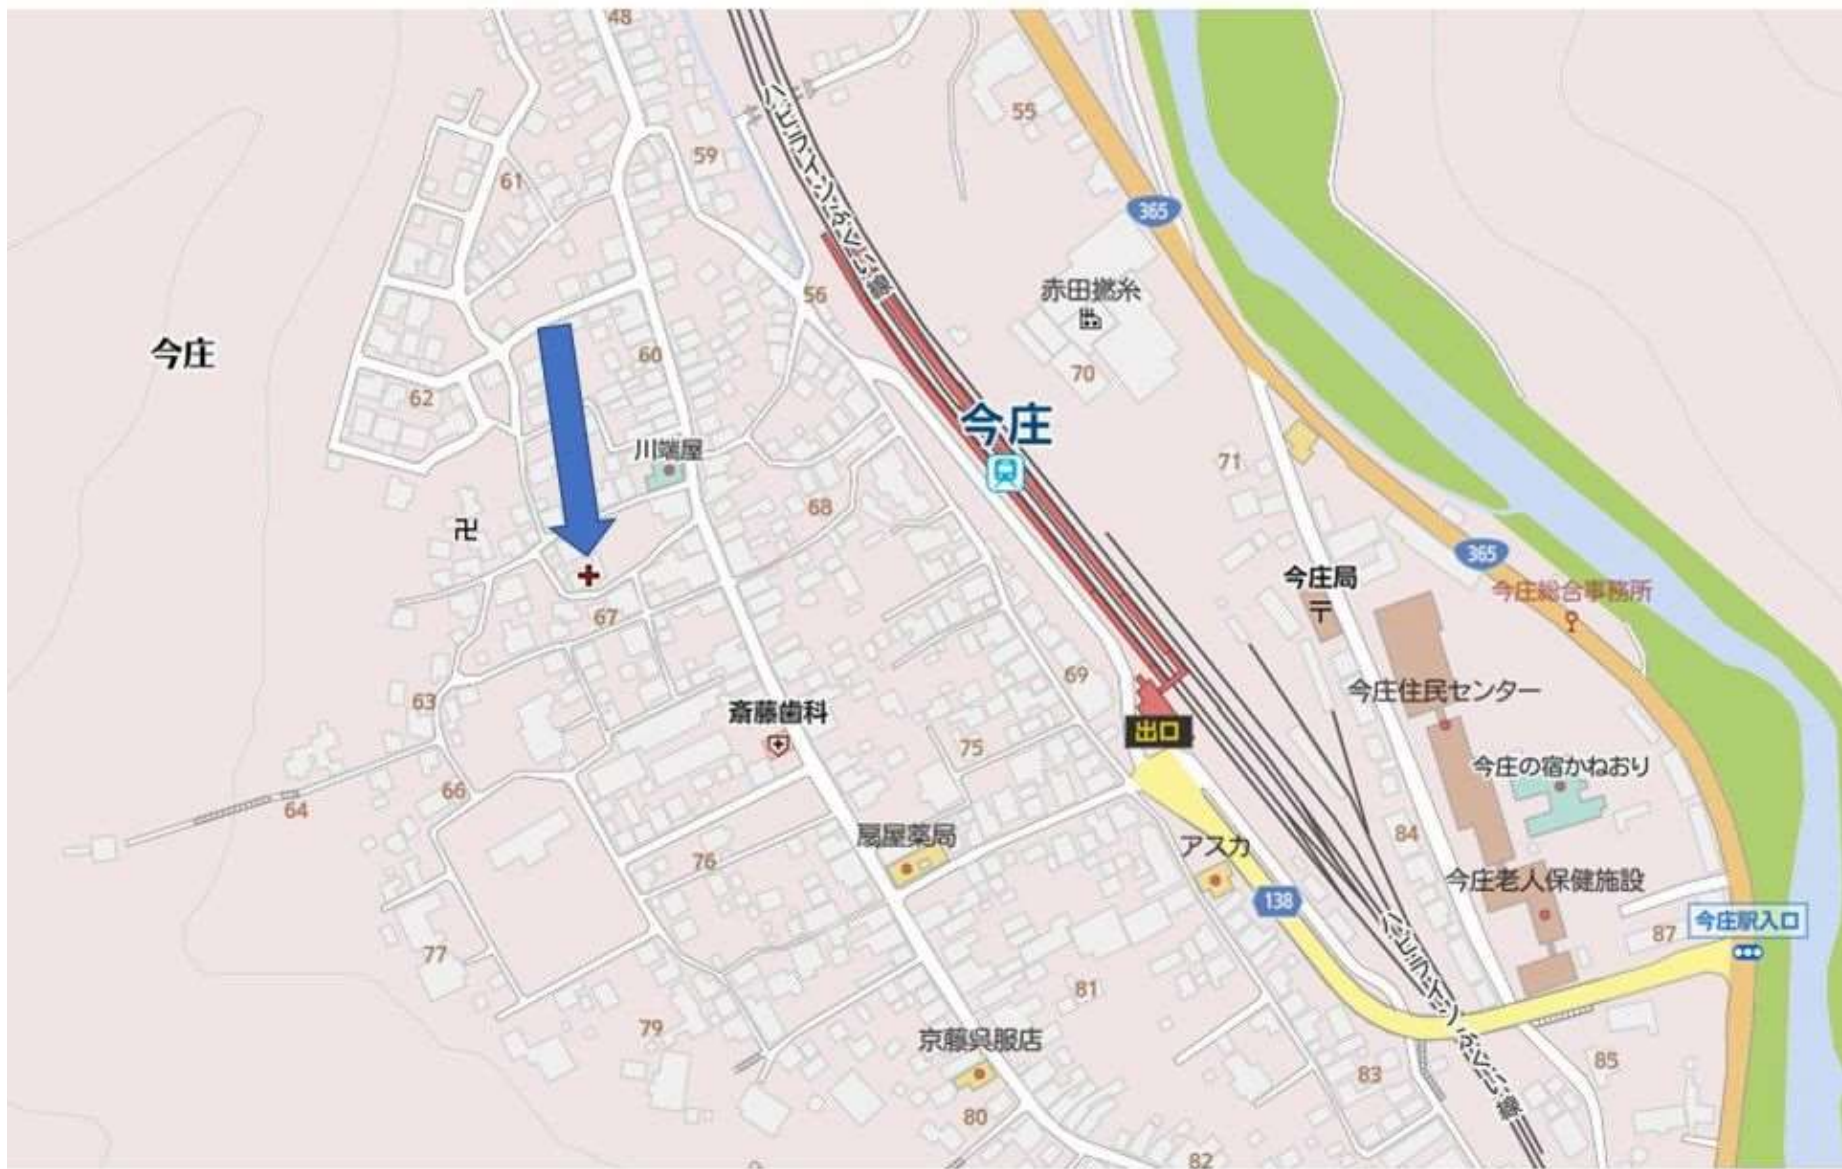 48
ハピラインふくい線
55
59
61
365
56
赤田撚糸
今庄
60
70
62
今庄
川端屋
71
68
卍
365
今庄局
〒
今庄総合事務所
67
69
63
今庄住民センター
斎藤歯科
出口
75
今庄の宿かねおり
66
64
扇屋薬局
アスカ
84
76
今庄老人保健施設
138
今庄駅入口
87
77
ハピラインふくい線
81
79
京藤呉服店
85
83
80
82